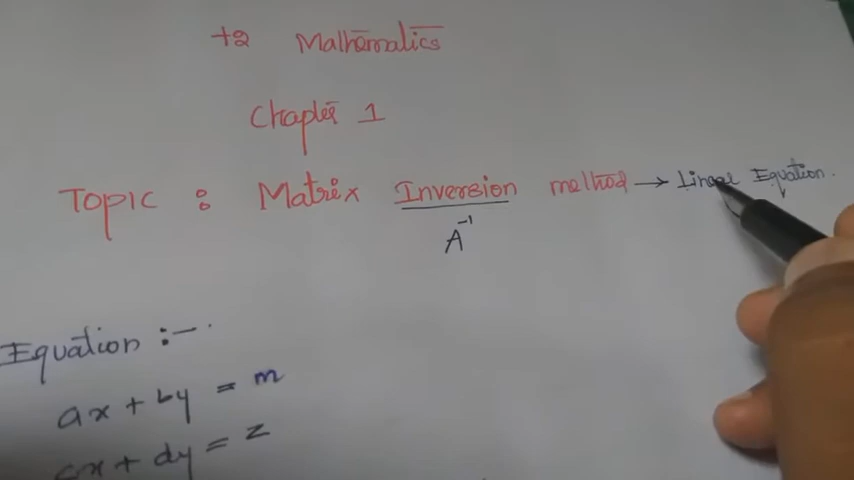 +2 Mathematics
Chapter 1
Topic : Matrix Inversion method → Linear Equation.
A⁻¹
Equation :-
ax + by = m
cx + dy = z